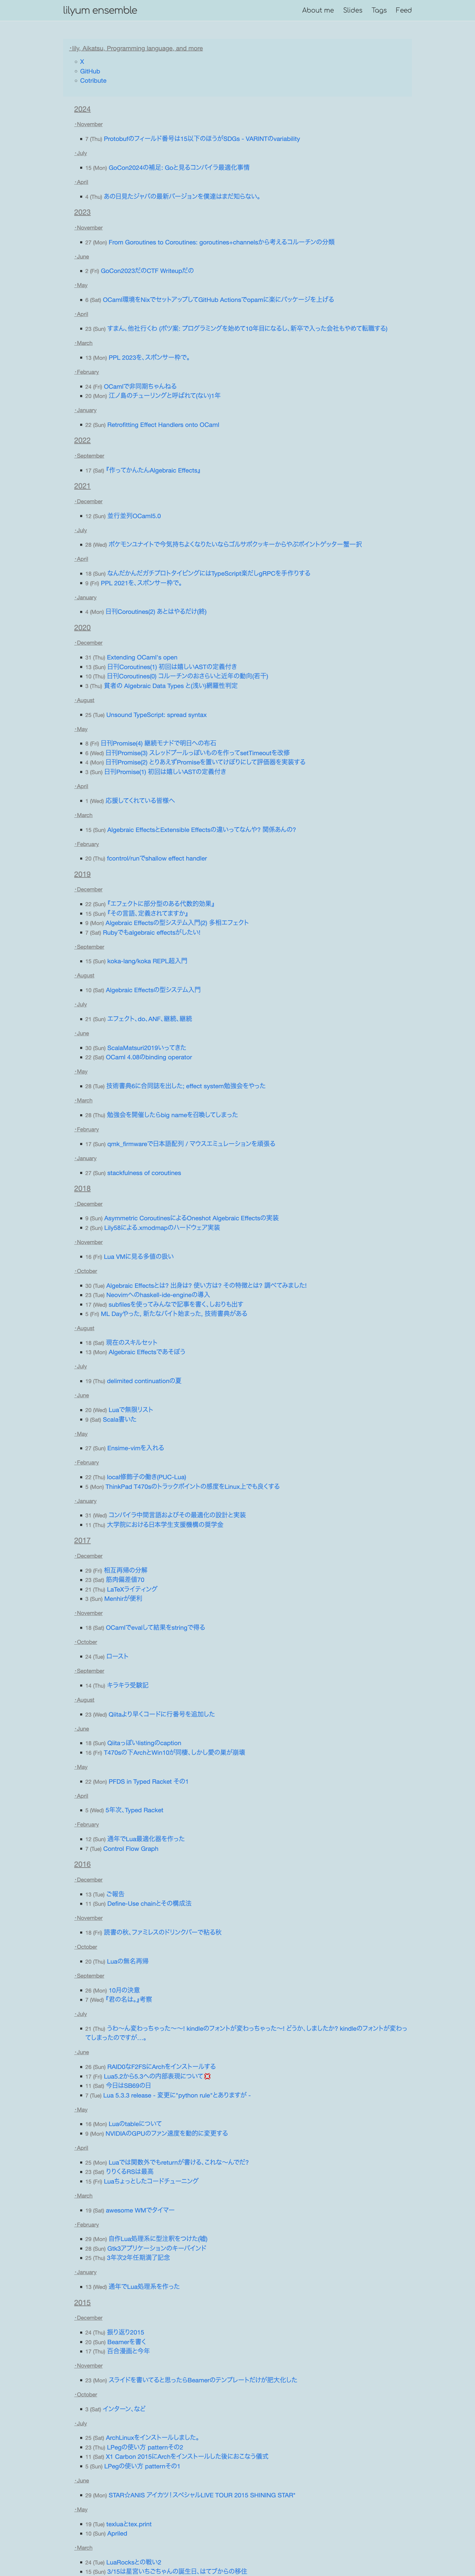 lilyum ensemble
About me Slides Tags Feed
·lily, Aikatsu, Programming language, and more
X
GitHub
Cotribute
2024
·November
7 (Thu) Protobufのフィールド番号は15以下のほうがSDGs - VARINTのvariability
·July
15 (Mon) GoCon2024の補足: Goと見るコンパイラ最適化事情
·April
4 (Thu) あの日見たジャバの最新バージョンを僕達はまだ知らない。
2023
·November
27 (Mon) From Goroutines to Coroutines: goroutines+channelsから考えるコルーチンの分類
·June
2 (Fri) GoCon2023だのCTF Writeupだの
·May
6 (Sat) OCaml環境をNixでセットアップしてGitHub Actionsでopamに楽にパッケージを上げる
·April
23 (Sun) すまん、他社行くわ (ボツ案: プログラミングを始めて10年目になるし、新卒で入った会社もやめて転職する)
·March
13 (Mon) PPL 2023を、スポンサー枠で。
·February
24 (Fri) OCamlで非同期ちゃんねる
20 (Mon) 江ノ島のチューリングと呼ばれて(ない)1年
·January
22 (Sun) Retrofitting Effect Handlers onto OCaml
2022
·September
17 (Sat) 『作ってかんたんAlgebraic Effects』
2021
·December
12 (Sun) 並行並列OCaml5.0
·July
28 (Wed) ポケモンユナイトで今気持ちよくなりたいならゴルサポクッキーからやぶポイントゲッター蟹一択
·April
18 (Sun) なんだかんだガチプロトタイピングにはTypeScript楽だしgRPCを手作りする
9 (Fri) PPL 2021を、スポンサー枠で。
·January
4 (Mon) 日刊Coroutines(2) あとはやるだけ(終)
2020
·December
31 (Thu) Extending OCaml's open
13 (Sun) 日刊Coroutines(1) 初回は嬉しいASTの定義付き
10 (Thu) 日刊Coroutines(0) コルーチンのおさらいと近年の動向(若干)
3 (Thu) 貧者の Algebraic Data Types と(浅い)網羅性判定
·August
25 (Tue) Unsound TypeScript: spread syntax
·May
8 (Fri) 日刊Promise(4) 継続モナドで明日への布石
6 (Wed) 日刊Promise(3) スレッドプールっぽいものを作ってsetTimeoutを改修
4 (Mon) 日刊Promise(2) とりあえずPromiseを置いてけぼりにして評価器を実装する
3 (Sun) 日刊Promise(1) 初回は嬉しいASTの定義付き
·April
1 (Wed) 応援してくれている皆様へ
·March
15 (Sun) Algebraic EffectsとExtensible Effectsの違いってなんや? 関係あんの?
·February
20 (Thu) fcontrol/runでshallow effect handler
2019
·December
22 (Sun) 『エフェクトに部分型のある代数的効果』
15 (Sun) 『その言語、定義されてますか』
9 (Mon) Algebraic Effectsの型システム入門(2) 多相エフェクト
7 (Sat) Rubyでもalgebraic effectsがしたい!
·September
15 (Sun) koka-lang/koka REPL超入門
·August
10 (Sat) Algebraic Effectsの型システム入門
·July
21 (Sun) エフェクト、do、ANF、継続、継続
·June
30 (Sun) ScalaMatsuri2019いってきた
22 (Sat) OCaml 4.08のbinding operator
·May
28 (Tue) 技術書典6に合同誌を出した; effect system勉強会をやった
·March
28 (Thu) 勉強会を開催したらbig nameを召喚してしまった
·February
17 (Sun) qmk_firmwareで日本語配列 / マウスエミュレーションを頑張る
·January
27 (Sun) stackfulness of coroutines
2018
·December
9 (Sun) Asymmetric CoroutinesによるOneshot Algebraic Effectsの実装
2 (Sun) Lily58による.xmodmapのハードウェア実装
·November
16 (Fri) Lua VMに見る多値の扱い
·October
30 (Tue) Algebraic Effectsとは? 出身は? 使い方は? その特徴とは? 調べてみました!
23 (Tue) Neovimへのhaskell-ide-engineの導入
17 (Wed) subfilesを使ってみんなで記事を書く、しおりも出す
5 (Fri) ML Dayやった, 新たなバイト始まった, 技術書典がある
·August
18 (Sat) 現在のスキルセット
13 (Mon) Algebraic Effectsであそぼう
·July
19 (Thu) delimited continuationの夏
·June
20 (Wed) Luaで無限リスト
9 (Sat) Scala書いた
·May
27 (Sun) Ensime-vimを入れる
·February
22 (Thu) local修飾子の働き(PUC-Lua)
5 (Mon) ThinkPad T470sのトラックポイントの感度をLinux上でも良くする
·January
31 (Wed) コンパイラ中間言語およびその最適化の設計と実装
11 (Thu) 大学院における日本学生支援機構の奨学金
2017
·December
29 (Fri) 相互再帰の分解
23 (Sat) 筋肉偏差値70
21 (Thu) LaTeXライティング
3 (Sun) Menhirが便利
·November
18 (Sat) OCamlでevalして結果をstringで得る
·October
24 (Tue) ロースト
·September
14 (Thu) キラキラ受験記
·August
23 (Wed) Qiitaより早くコードに行番号を追加した
·June
18 (Sun) Qiitaっぽいlistingのcaption
16 (Fri) T470sの下ArchとWin10が同棲、しかし愛の巣が崩壊
·May
22 (Mon) PFDS in Typed Racket その1
·April
5 (Wed) 5年次、Typed Racket
·February
12 (Sun) 週年でLua最適化器を作った
7 (Tue) Control Flow Graph
2016
·December
13 (Tue) ご報告
11 (Sun) Define-Use chainとその構成法
·November
18 (Fri) 読書の秋、ファミレスのドリンクバーで粘る秋
·October
20 (Thu) Luaの無名再帰
·September
26 (Mon) 10月の決意
7 (Wed) 『君の名は。』考察
·July
21 (Thu) うわ〜ん変わっちゃった〜〜! kindleのフォントが変わっちゃった〜! どうか、しましたか? kindleのフォントが変わってしまったのですが…。
·June
26 (Sun) RAID0なF2FSにArchをインストールする
17 (Fri) Lua5.2から5.3への内部表現について💢
11 (Sat) 今日はSB69の日
7 (Tue) Lua 5.3.3 release - 変更に"python rule"とありますが -
·May
16 (Mon) Luaのtableについて
9 (Mon) NVIDIAのGPUのファン速度を動的に変更する
·April
25 (Mon) Luaでは関数外でもreturnが書ける、これな〜んでだ?
23 (Sat) りりくるRSは最高
15 (Fri) Luaちょっとしたコードチューニング
·March
19 (Sat) awesome WMでタイマー
·February
29 (Mon) 自作Lua処理系に型注釈をつけた(嘘)
28 (Sun) Gtk3アプリケーションのキーバインド
25 (Thu) 3年次2年任期満了記念
·January
13 (Wed) 週年でLua処理系を作った
2015
·December
24 (Thu) 振り返り2015
20 (Sun) Beamerを書く
17 (Thu) 百合漫画と今年
·November
23 (Mon) スライドを書いてると思ったらBeamerのテンプレートだけが肥大化した
·October
3 (Sat) インターン、など
·July
25 (Sat) ArchLinuxをインストールしました。
23 (Thu) LPegの使い方 patternその2
11 (Sat) X1 Carbon 2015にArchをインストールした後におこなう儀式
5 (Sun) LPegの使い方 patternその1
·June
29 (Mon) STAR☆ANIS アイカツ!スペシャルLIVE TOUR 2015 SHINING STAR*
·May
19 (Tue) texluaとtex.print
10 (Sun) Apriled
·March
24 (Tue) LuaRocksとの戦い2
15 (Sun) 3/15は星宮いちごちゃんの誕生日、はてブからの移住